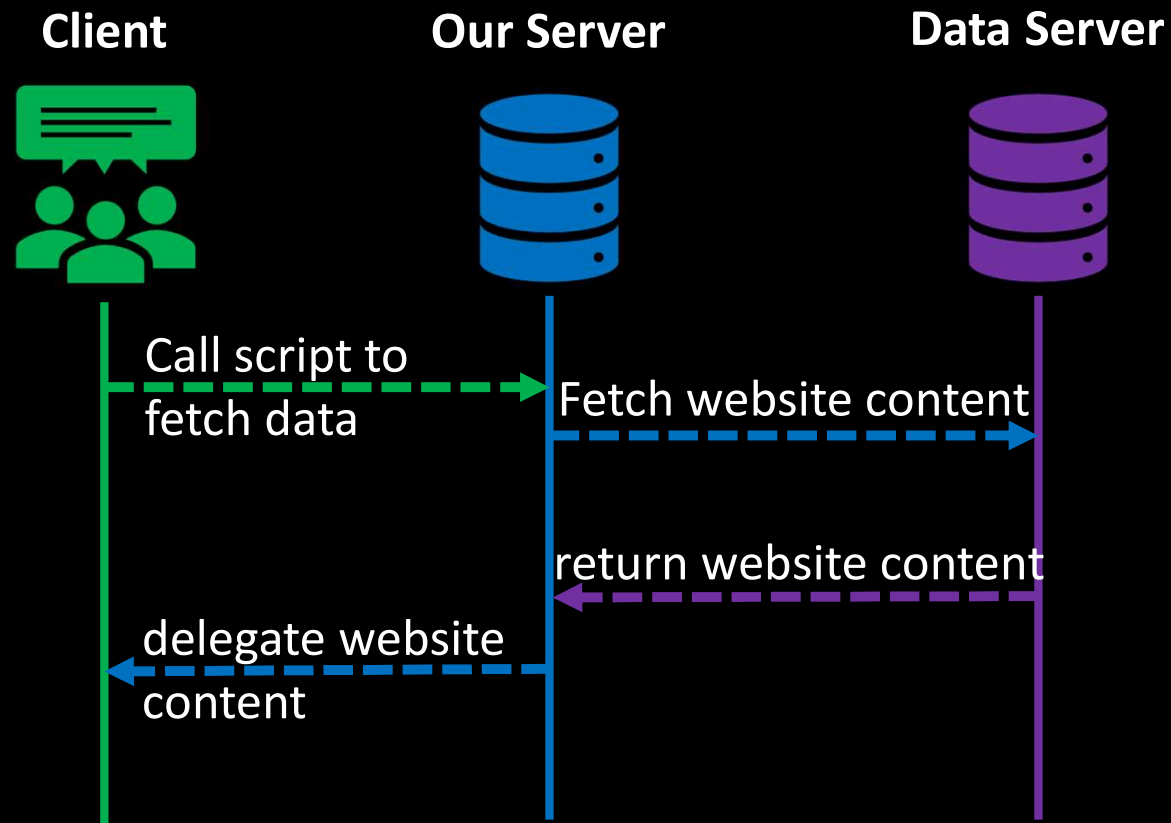 Client
Our Server
Data Server
Call script to
fetch data
Fetch website content
return website content
delegate website
content